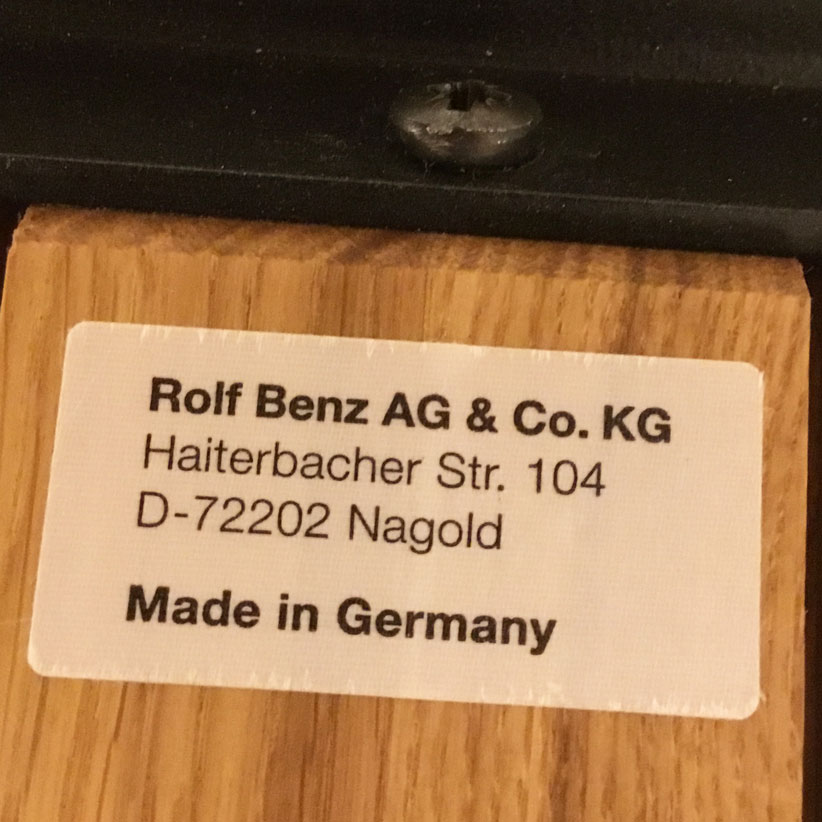 Rolf Benz AG & Co. KG
Haiterbacher Str. 104
D-72202 Nagold
Made in Germany